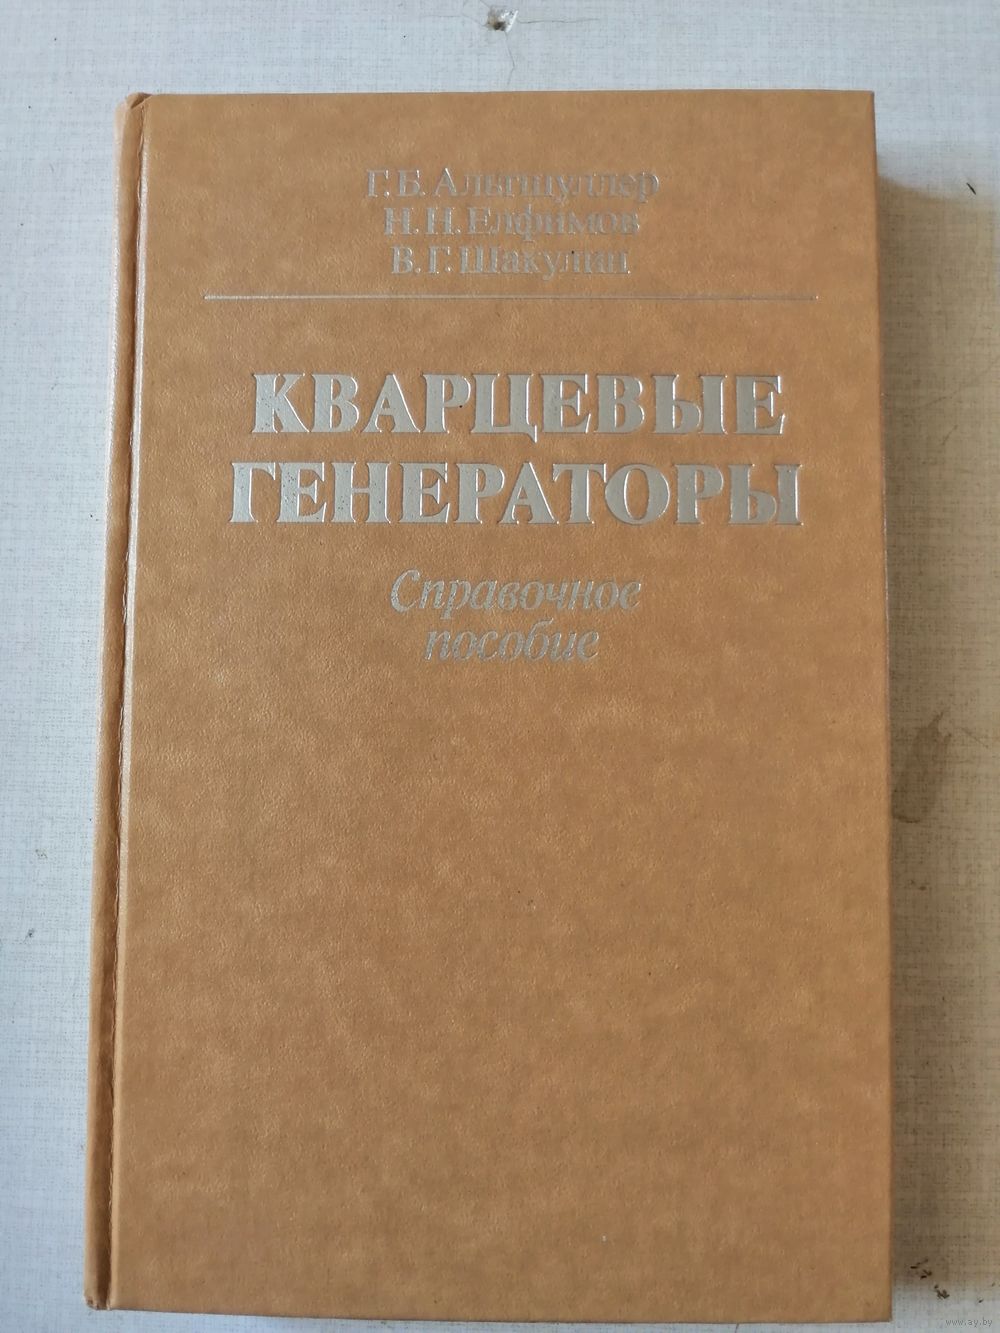 Г. Б. Альтшуллер
Н. Н. Елфимов
В. Г. Шакулин
КВАРЦЕВЫЕ
ГЕНЕРАТОРЫ
Справочное
пособие
www.ay.by